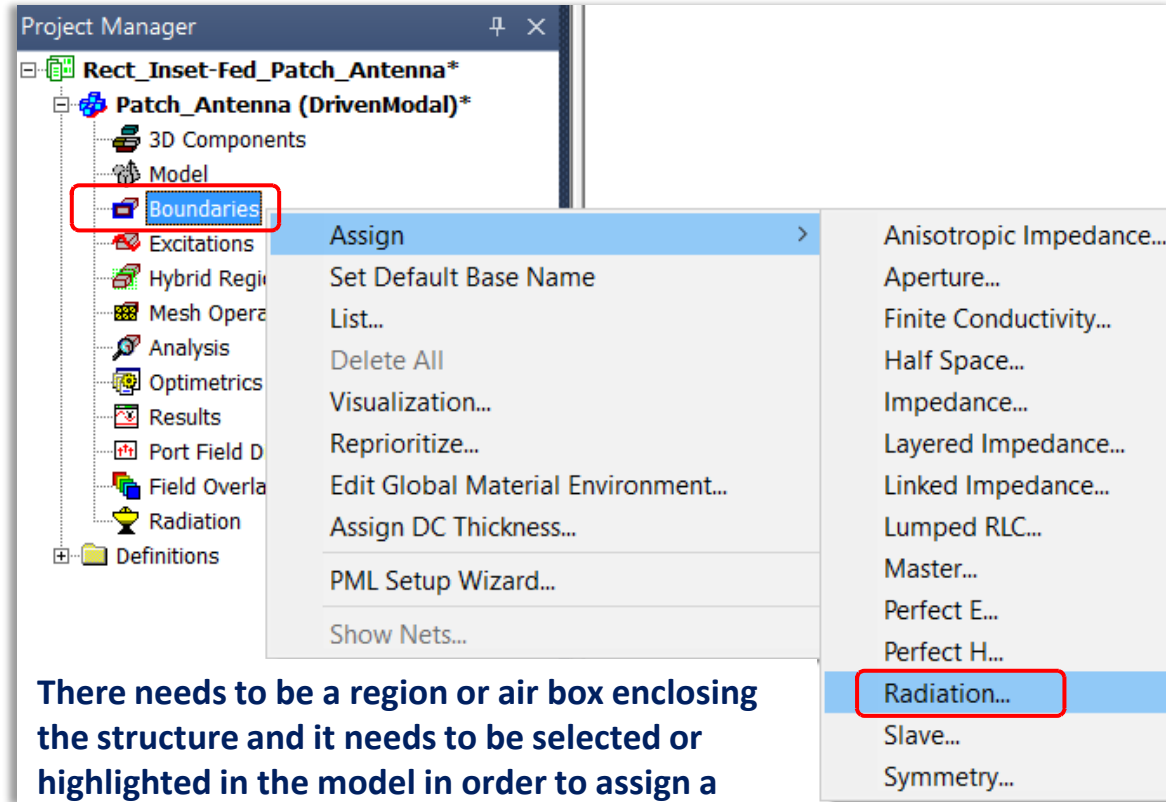 Project Manager
Rect_Inset-Fed_Patch_Antenna*
Patch_Antenna (DrivenModal)*
3D Components
Model
Boundaries
Excitations
Hybrid Regi
Mesh Opera
Analysis
Optimetrics
Results
Port Field D
Field Overla
Radiation
Definitions
Assign
Set Default Base Name
List...
Delete All
Visualization...
Reprioritize...
Edit Global Material Environment...
Assign DC Thickness...
PML Setup Wizard...
Show Nets...
Anisotropic Impedance...
Aperture...
Finite Conductivity...
Half Space...
Impedance...
Layered Impedance...
Linked Impedance...
Lumped RLC...
Master...
Perfect E...
Perfect H...
Radiation...
Slave...
Symmetry...
There needs to be a region or air box enclosing
the structure and it needs to be selected or
highlighted in the model in order to assign a